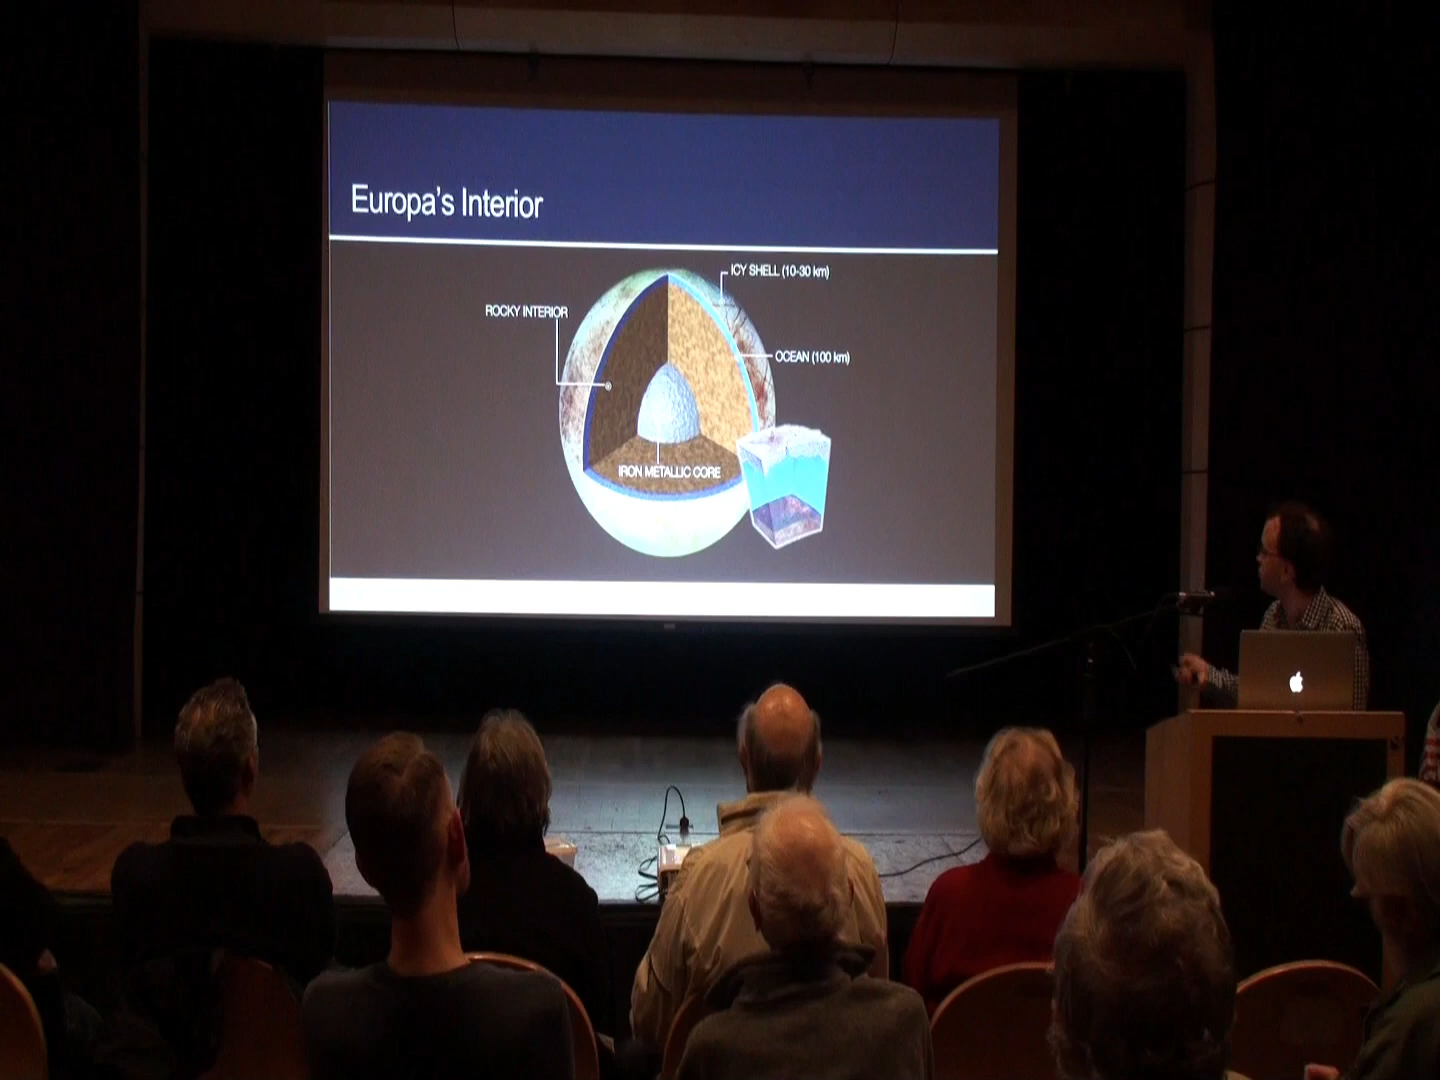 Europa's Interior
ICY SHELL (10-30 km)
ROCKY INTERIOR
OCEAN (100 km)
IRON METALLIC CORE